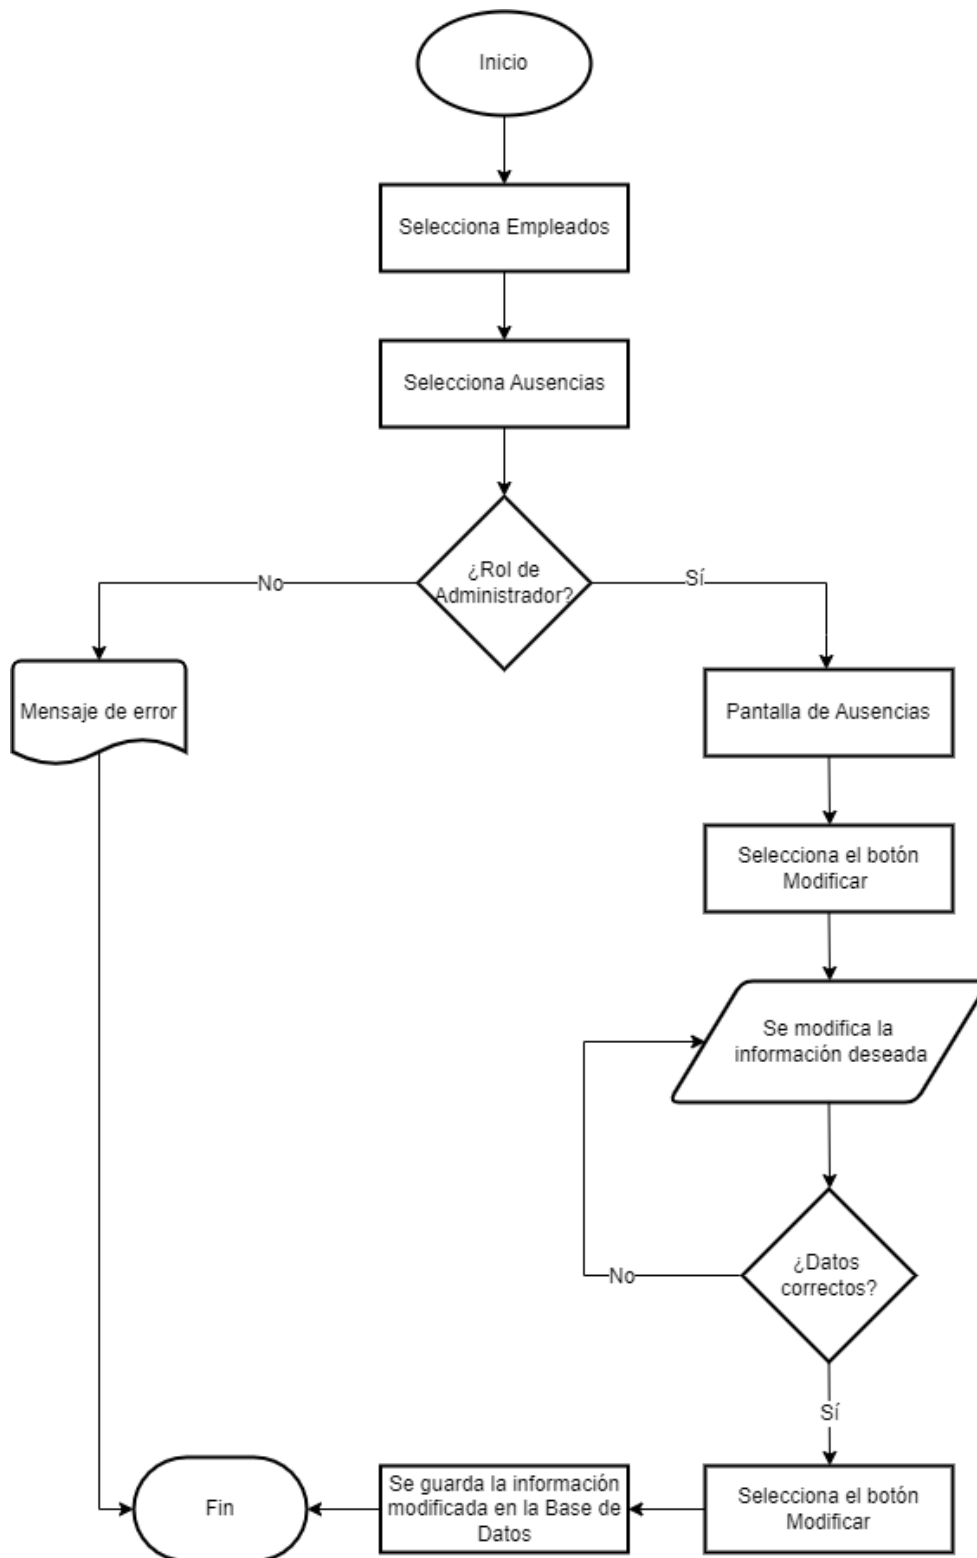 Inicio
Selecciona Empleados
Selecciona Ausencias
¿Rol de
Administrador?
No
Sí
Mensaje de error
Pantalla de Ausencias
Selecciona el botón
Modificar
Se modifica la
información deseada
¿Datos
correctos?
No
Sí
Selecciona el botón
Modificar
Se guarda la información
modificada en la Base de
Datos
Fin